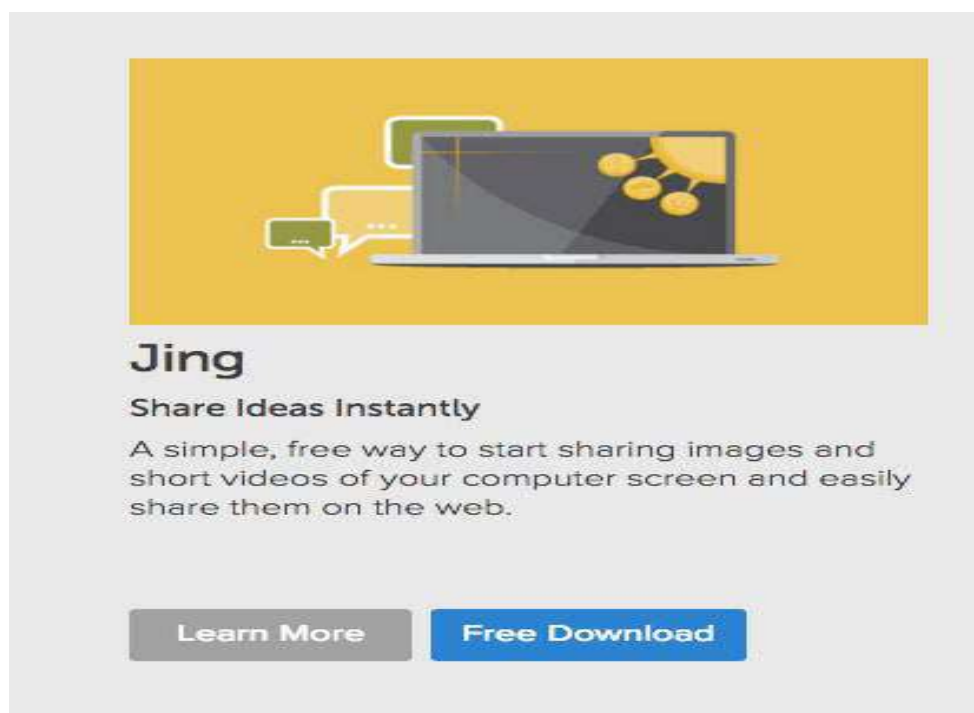 Jing
Share Ideas Instantly
A simple, free way to start sharing images and
short videos of your computer screen and easily
share them on the web.
Learn More
Free Download